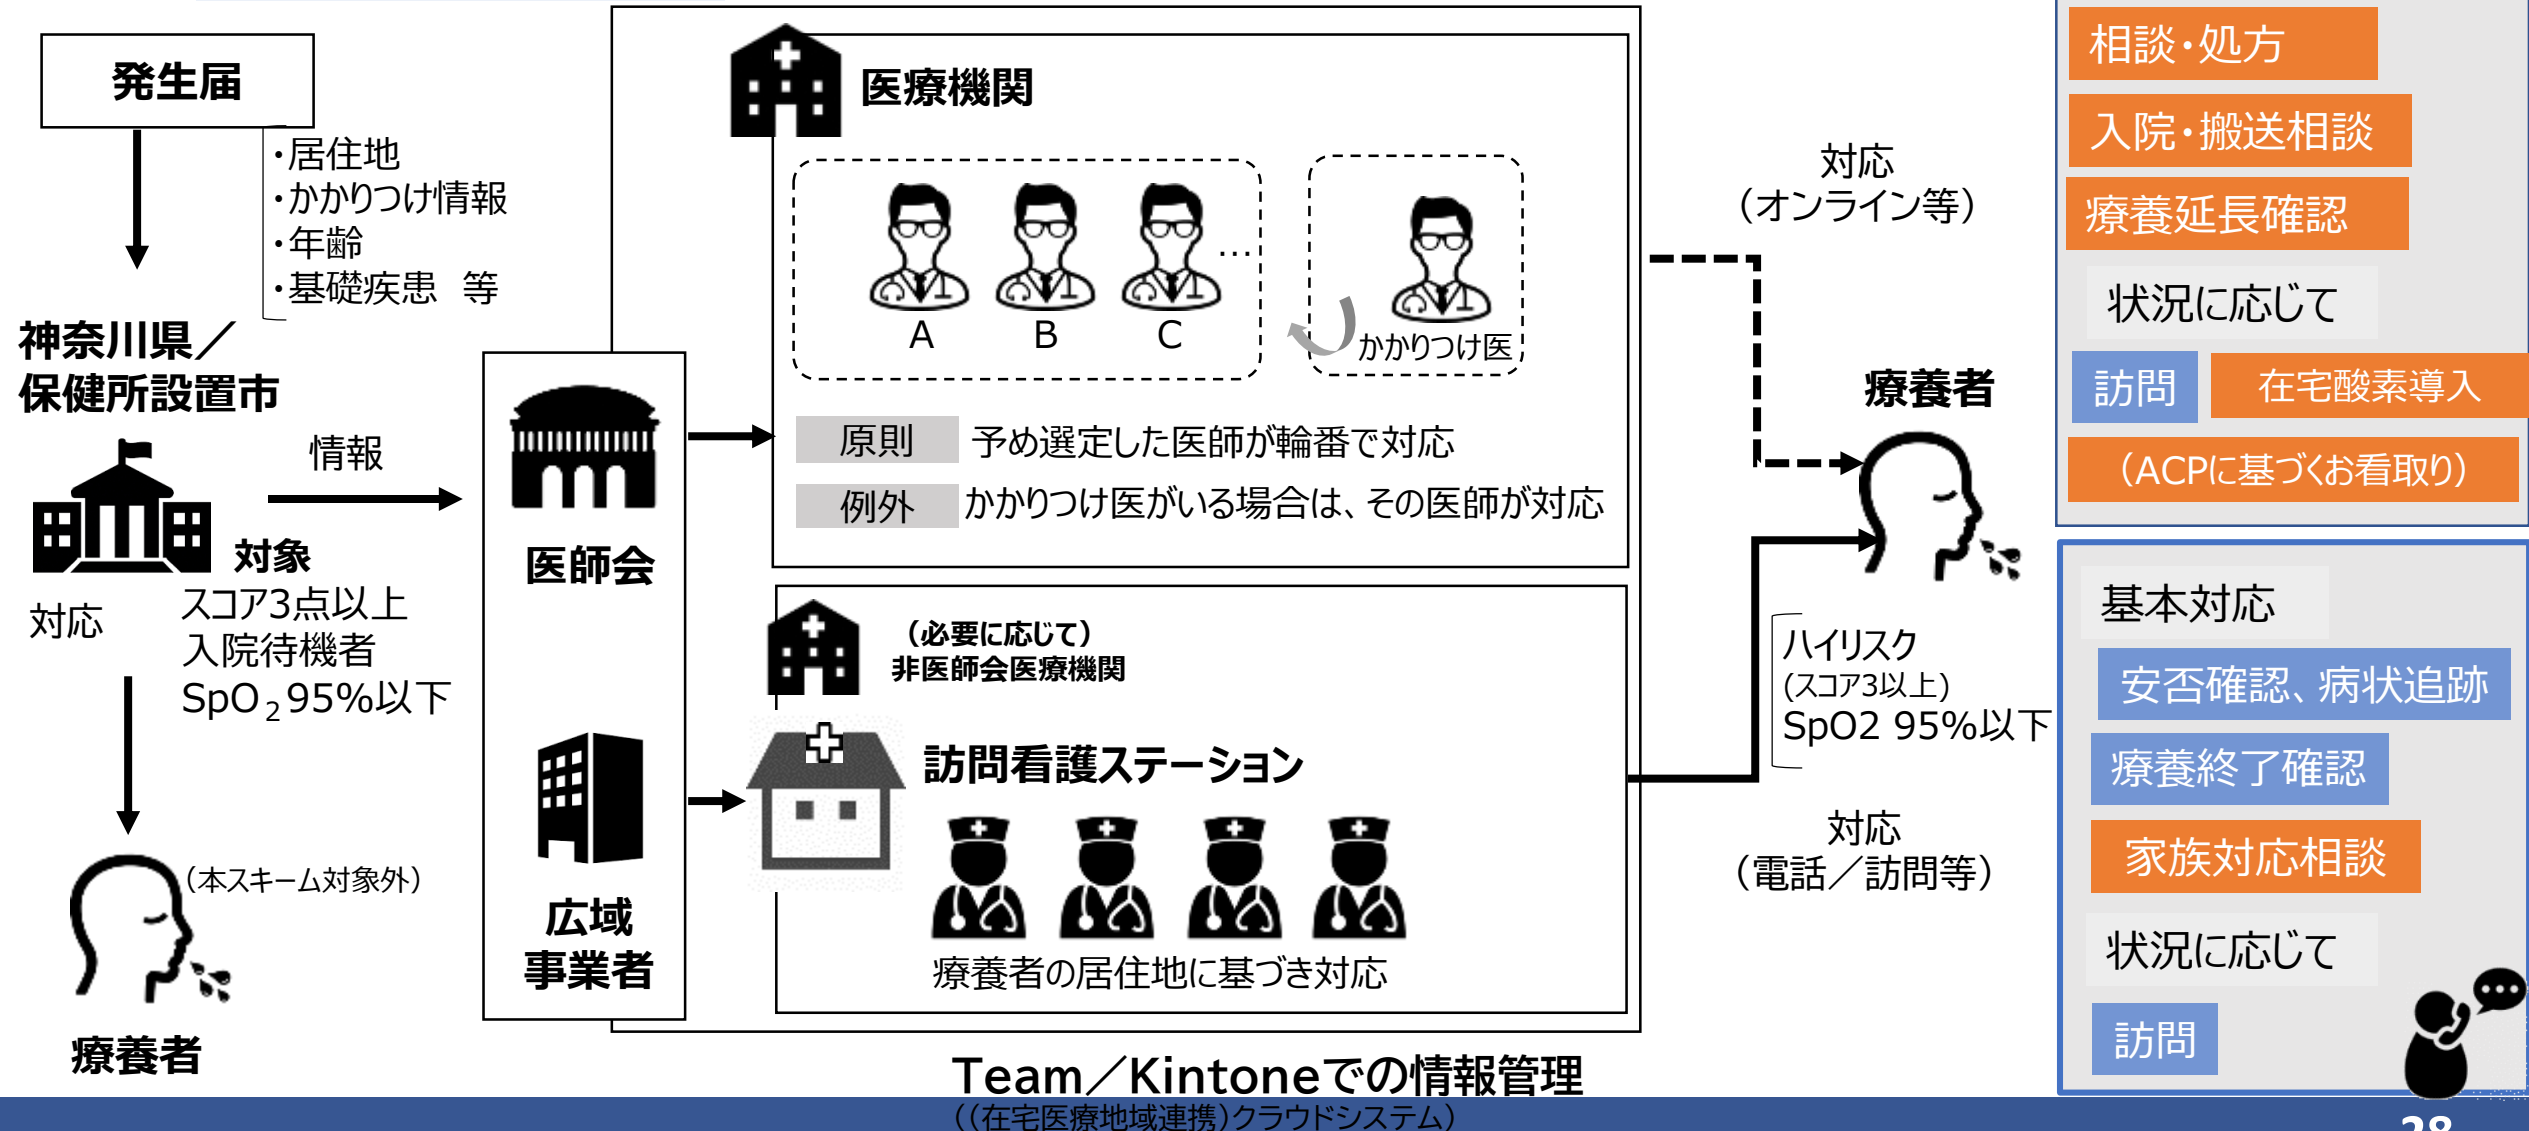 発生届
・居住地
・かかりつけ情報
・年齢
・基礎疾患　等
神奈川県／
保健所設置市
情報
対象
スコア3点以上
入院待機者
SpO₂95%以下
対応
（本スキーム対象外）
療養者
医師会
広域
事業者
医療機関
A
B
C
…
かかりつけ医
原則
予め選定した医師が輪番で対応
例外
かかりつけ医がいる場合は、その医師が対応
（必要に応じて）
非医師会医療機関
訪問看護ステーション
療養者の居住地に基づき対応
Team／Kintoneでの情報管理
（（在宅医療地域連携）クラウドシステム）
対応
（オンライン等）
療養者
ハイリスク
(スコア3以上)
SpO2 95%以下
対応
（電話／訪問等）
相談・処方
入院・搬送相談
療養延長確認
状況に応じて
訪問
在宅酸素導入
（ACPに基づくお看取り）
基本対応
安否確認、病状追跡
療養終了確認
家族対応相談
状況に応じて
訪問
28